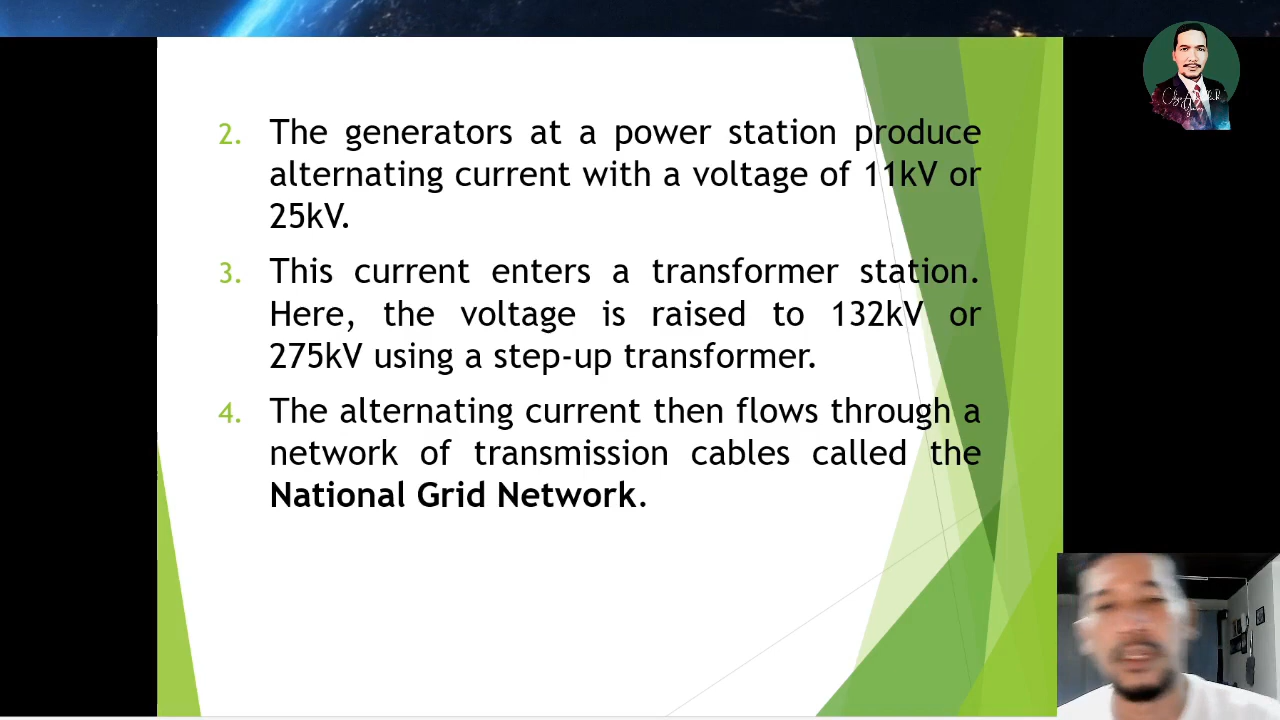 2. The generators at a power station produce
alternating current with a voltage of 11kV or
25kV.
3. This current enters a transformer station.
Here, the voltage is raised to 132kV or
275kV using a step-up transformer.
4. The alternating current then flows through a
network of transmission cables called the
National Grid Network.